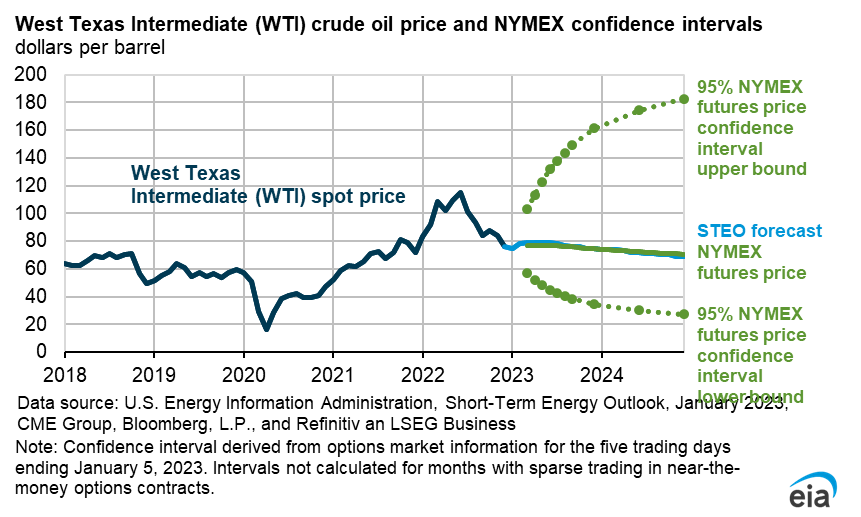 West Texas Intermediate (WTI) crude oil price and NYMEX confidence intervals
dollars per barrel
200
180
160
140
120
100
80
60
40
20
0
2018 2019 2020 2021 2022 2023 2024
West Texas
Intermediate (WTI) spot price
95% NYMEX
futures price
confidence
interval
upper bound
STEO forecast
NYMEX
futures price
95% NYMEX
futures price
confidence
interval
lower bound
Data source: U.S. Energy Information Administration, Short-Term Energy Outlook, January 2023,
CME Group, Bloomberg, L.P., and Refinitiv an LSEG Business
Note: Confidence interval derived from options market information for the five trading days
ending January 5, 2023. Intervals not calculated for months with sparse trading in near-the-
money options contracts.
eia